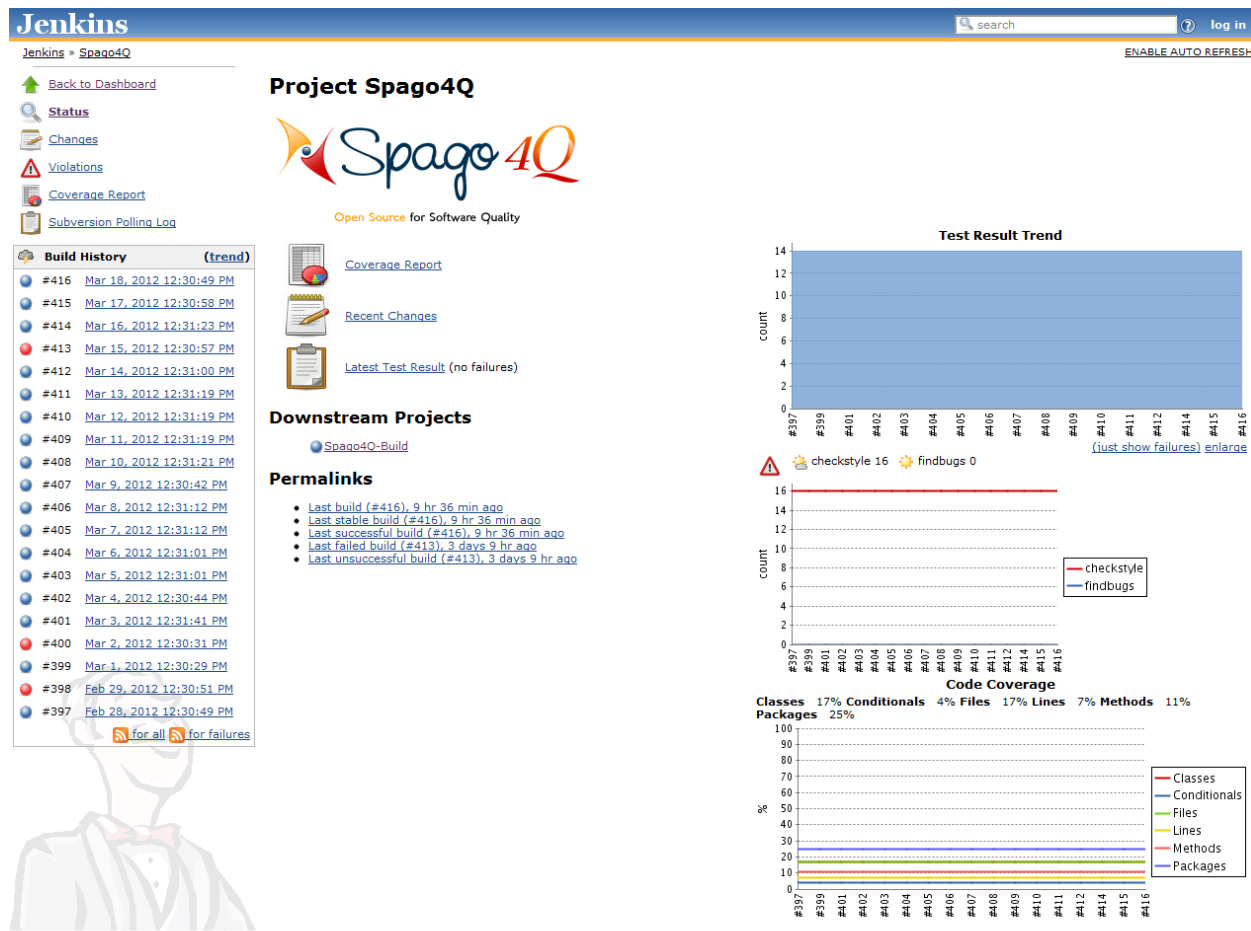 Jenkins
search
log in
Jenkins » Spago4Q
ENABLE AUTO REFRESH
Back to Dashboard
Status
Changes
Violations
Coverage Report
Subversion Polling Log
Build History (trend)
#416 Mar 18, 2012 12:30:49 PM
#415 Mar 17, 2012 12:30:58 PM
#414 Mar 16, 2012 12:31:23 PM
#413 Mar 15, 2012 12:30:57 PM
#412 Mar 14, 2012 12:31:00 PM
#411 Mar 13, 2012 12:31:19 PM
#410 Mar 12, 2012 12:31:19 PM
#409 Mar 11, 2012 12:31:19 PM
#408 Mar 10, 2012 12:31:21 PM
#407 Mar 9, 2012 12:30:42 PM
#406 Mar 8, 2012 12:31:12 PM
#405 Mar 7, 2012 12:31:12 PM
#404 Mar 6, 2012 12:31:01 PM
#403 Mar 5, 2012 12:31:01 PM
#402 Mar 4, 2012 12:30:44 PM
#401 Mar 3, 2012 12:31:41 PM
#400 Mar 2, 2012 12:30:31 PM
#399 Mar 1, 2012 12:30:29 PM
#398 Feb 29, 2012 12:30:51 PM
#397 Feb 28, 2012 12:30:49 PM
for all for failures
Project Spago4Q
Spago 4Q
Open Source for Software Quality
Coverage Report
Recent Changes
Latest Test Result (no failures)
Downstream Projects
Spago4Q-Build
Permalinks
Last build (#416), 9 hr 36 min ago
Last stable build (#416), 9 hr 36 min ago
Last successful build (#416), 9 hr 36 min ago
Last failed build (#413), 3 days 9 hr ago
Last unsuccessful build (#413), 3 days 9 hr ago
Test Result Trend
count
14
12
10
8
6
4
2
0
#397 #399 #401 #402 #403 #404 #405 #406 #407 #408 #409 #410 #411 #412 #414 #415 #416
(just show failures) enlarge
checkstyle 16 findbugs 0
count
16
14
12
10
8
6
4
2
0
#397 #399 #401 #402 #403 #404 #405 #406 #407 #408 #409 #410 #411 #412 #414 #415 #416
checkstyle
findbugs
Code Coverage
Classes 17% Conditionals 4% Files 17% Lines 7% Methods 11%
Packages 25%
%
100
90
80
70
60
50
40
30
20
10
0
#397 #399 #401 #402 #403 #404 #405 #406 #407 #408 #409 #410 #411 #412 #414 #415 #416
Classes
Conditionals
Files
Lines
Methods
Packages